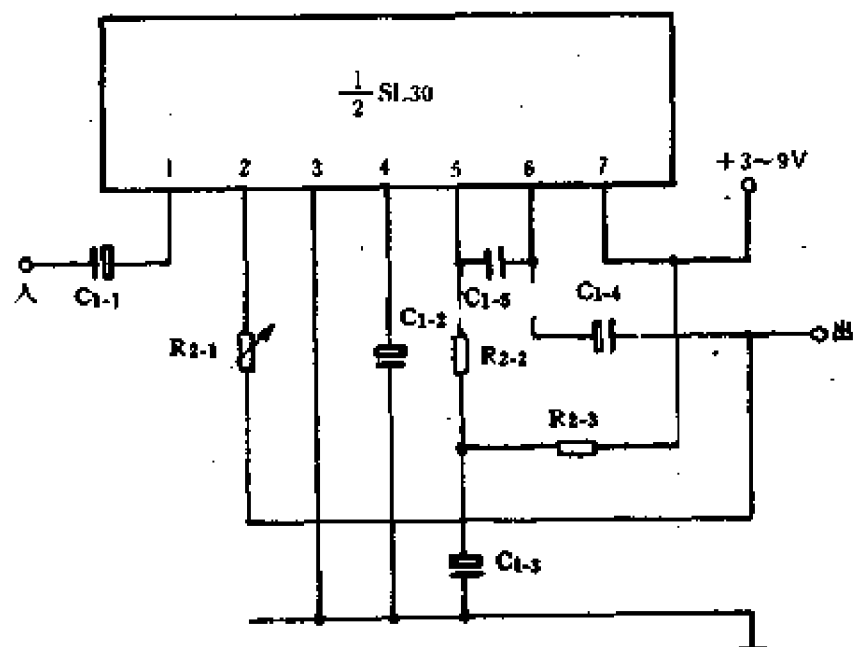 1/2 SL30
1 2 3 4 5 6 7
+3~9V
入
C1-1
C1-5
C1-4
出
C1-2
R2-1
R2-2
R2-3
C1-3